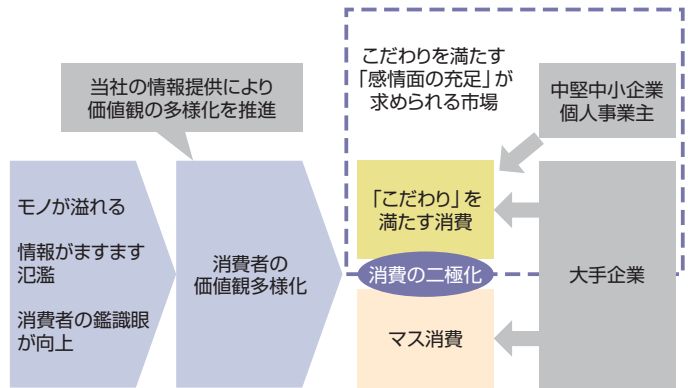 こだわりを満たす
「感情面の充足」が
求められる市場
当社の情報提供により
価値観の多様化を推進
中堅中小企業
個人事業主
モノが溢れる
情報がますます
氾濫
消費者の鑑識眼
が向上
消費者の
価値観多様化
「こだわり」を
満たす消費
消費の二極化
マス消費
大手企業